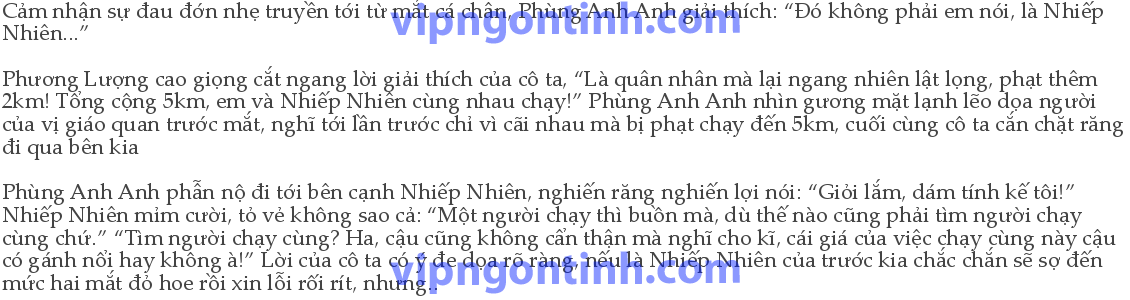 Cảm nhận sự đau đớn nhẹ truyền tới từ mắt cá chân, Phùng Anh Anh giải thích: “Đó không phải em nói, là Nhiếp
vipngontinh.com
Nhiên...”
Phương Lượng cao giọng cắt ngang lời giải thích của cô ta, “Là quân nhân mà lại ngang nhiên lật lọng, phạt thêm
2km! Tổng cộng 5km, em và Nhiếp Nhiên cùng nhau chạy!” Phùng Anh Anh nhìn gương mặt lạnh lẽo dọa người
của vị giáo quan trước mắt, nghĩ tới lần trước chỉ vì cãi nhau mà bị phạt chạy đến 5km, cuối cùng cô ta cắn chặt răng
đi qua bên kia
Phùng Anh Anh phẫn nộ đi tới bên cạnh Nhiếp Nhiên, nghiến răng nghiến lợi nói: “Giỏi lắm, dám tính kế tôi!”
Nhiếp Nhiên mỉm cười, tỏ vẻ không sao cả: “Một người chạy thì buồn mà, dù thế nào cũng phải tìm người chạy
cùng chứ.” “Tìm người chạy cùng? Ha, cậu cũng không cẩn thận mà nghĩ cho kĩ, cái giá của việc chạy cùng này cậu
có gánh nổi hay không à!” Lời của cô ta có ý đe dọa rõ ràng, nếu là Nhiếp Nhiên của trước kia chắc chắn sẽ sợ đến
vipngontinh.com
mức hai mắt đỏ hoe rồi xin lỗi rối rít, nhưng..